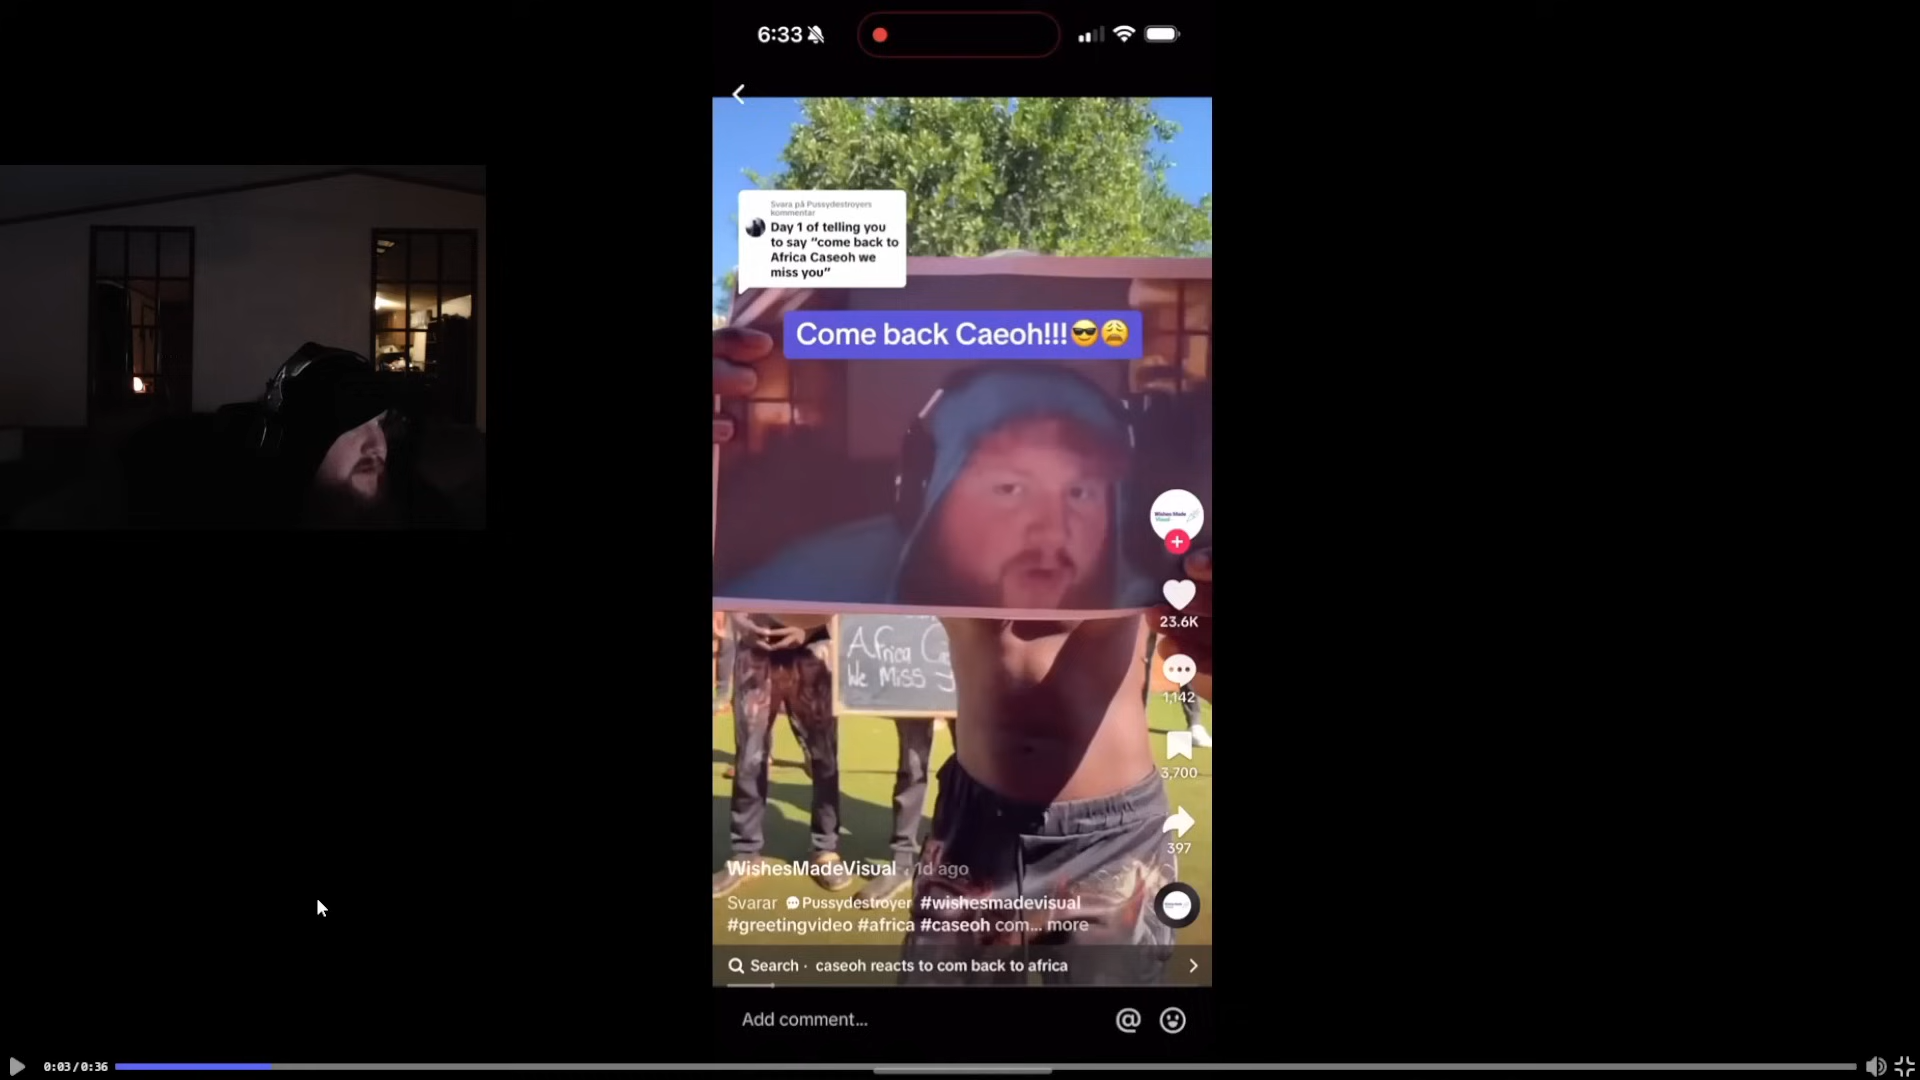 6:33
Svara på Pussydestroyers
kommentar
Day 1 of telling you
to say “come back to
Africa Caseoh we
miss you”
Come back Caeoh!!!😎😩
Wishes Made
Visual
23.6K
Africa
We Miss
1,142
3,700
397
WishesMadeVisual · 1d ago
Svarar 💬Pussydestroyer #wishesmadevisual
#greetingvideo #africa #caseoh com... more
Search · caseoh reacts to com back to africa
Add comment...
0:03/0:36